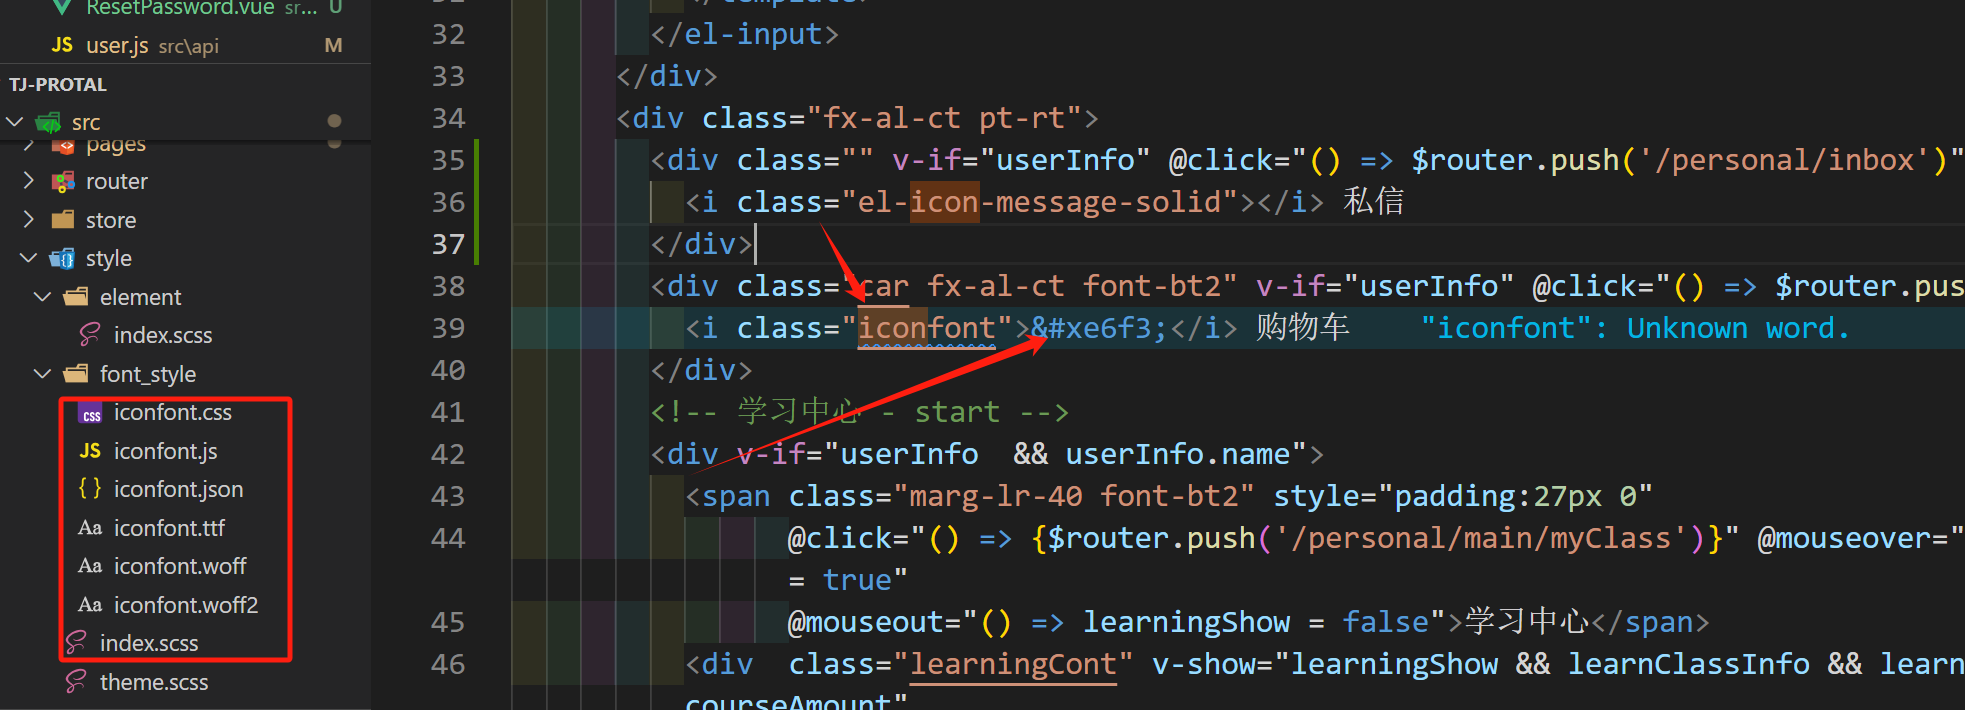 ResetPassword.vue sr... U
JS user.js src\api M
TJ-PROTAL
src
pages
router
store
style
element
index.scss
font_style
css iconfont.css
JS iconfont.js
{ } iconfont.json
Aa iconfont.ttf
Aa iconfont.woff
Aa iconfont.woff2
index.scss
theme.scss
32 </el-input>
33 </div>
34 <div class="fx-al-ct pt-rt">
35 <div class="" v-if="userInfo" @click="() => $router.push('/personal/inbox')"
36 <i class="el-icon-message-solid"></i> 私信
37 </div>
38 <div class="car fx-al-ct font-bt2" v-if="userInfo" @click="() => $router.pus
39 <i class="iconfont">&#xe6f3;</i> 购物车 "iconfont": Unknown word.
40 </div>
41 <!-- 学习中心 - start -->
42 <div v-if="userInfo && userInfo.name">
43 <span class="marg-lr-40 font-bt2" style="padding:27px 0"
44 @click="() => {$router.push('/personal/main/myClass')}" @mouseover="
= true"
45 @mouseout="() => learningShow = false">学习中心</span>
46 <div class="learningCont" v-show="learningShow && learnClassInfo && learn
courseAmount"